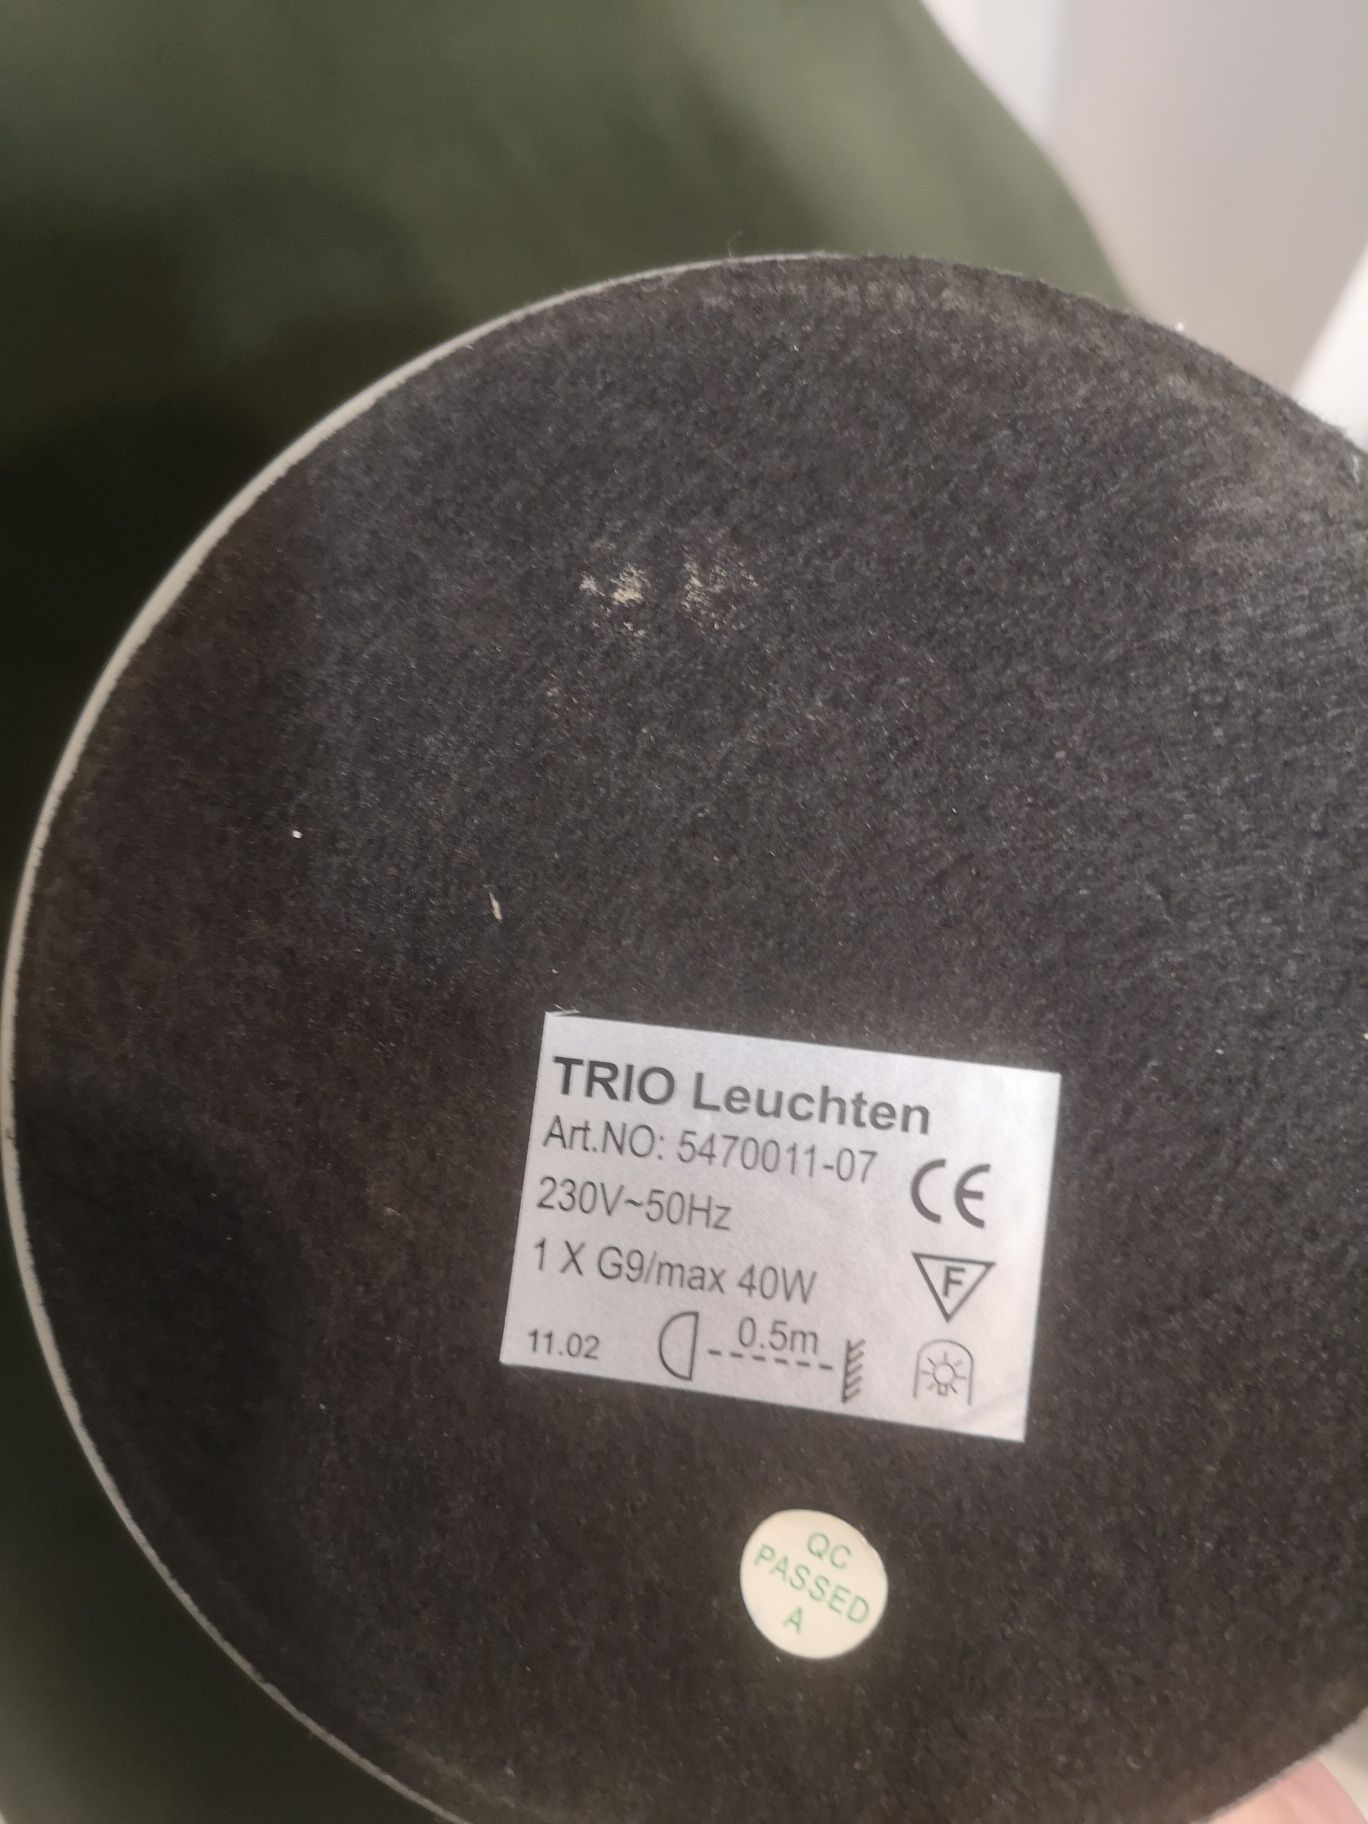 TRIO Leuchten
Art.NO: 5470011-07
CE
230V~50Hz
F
1 X G9/max 40W
0.5m
11.02
QC
PASSED
A